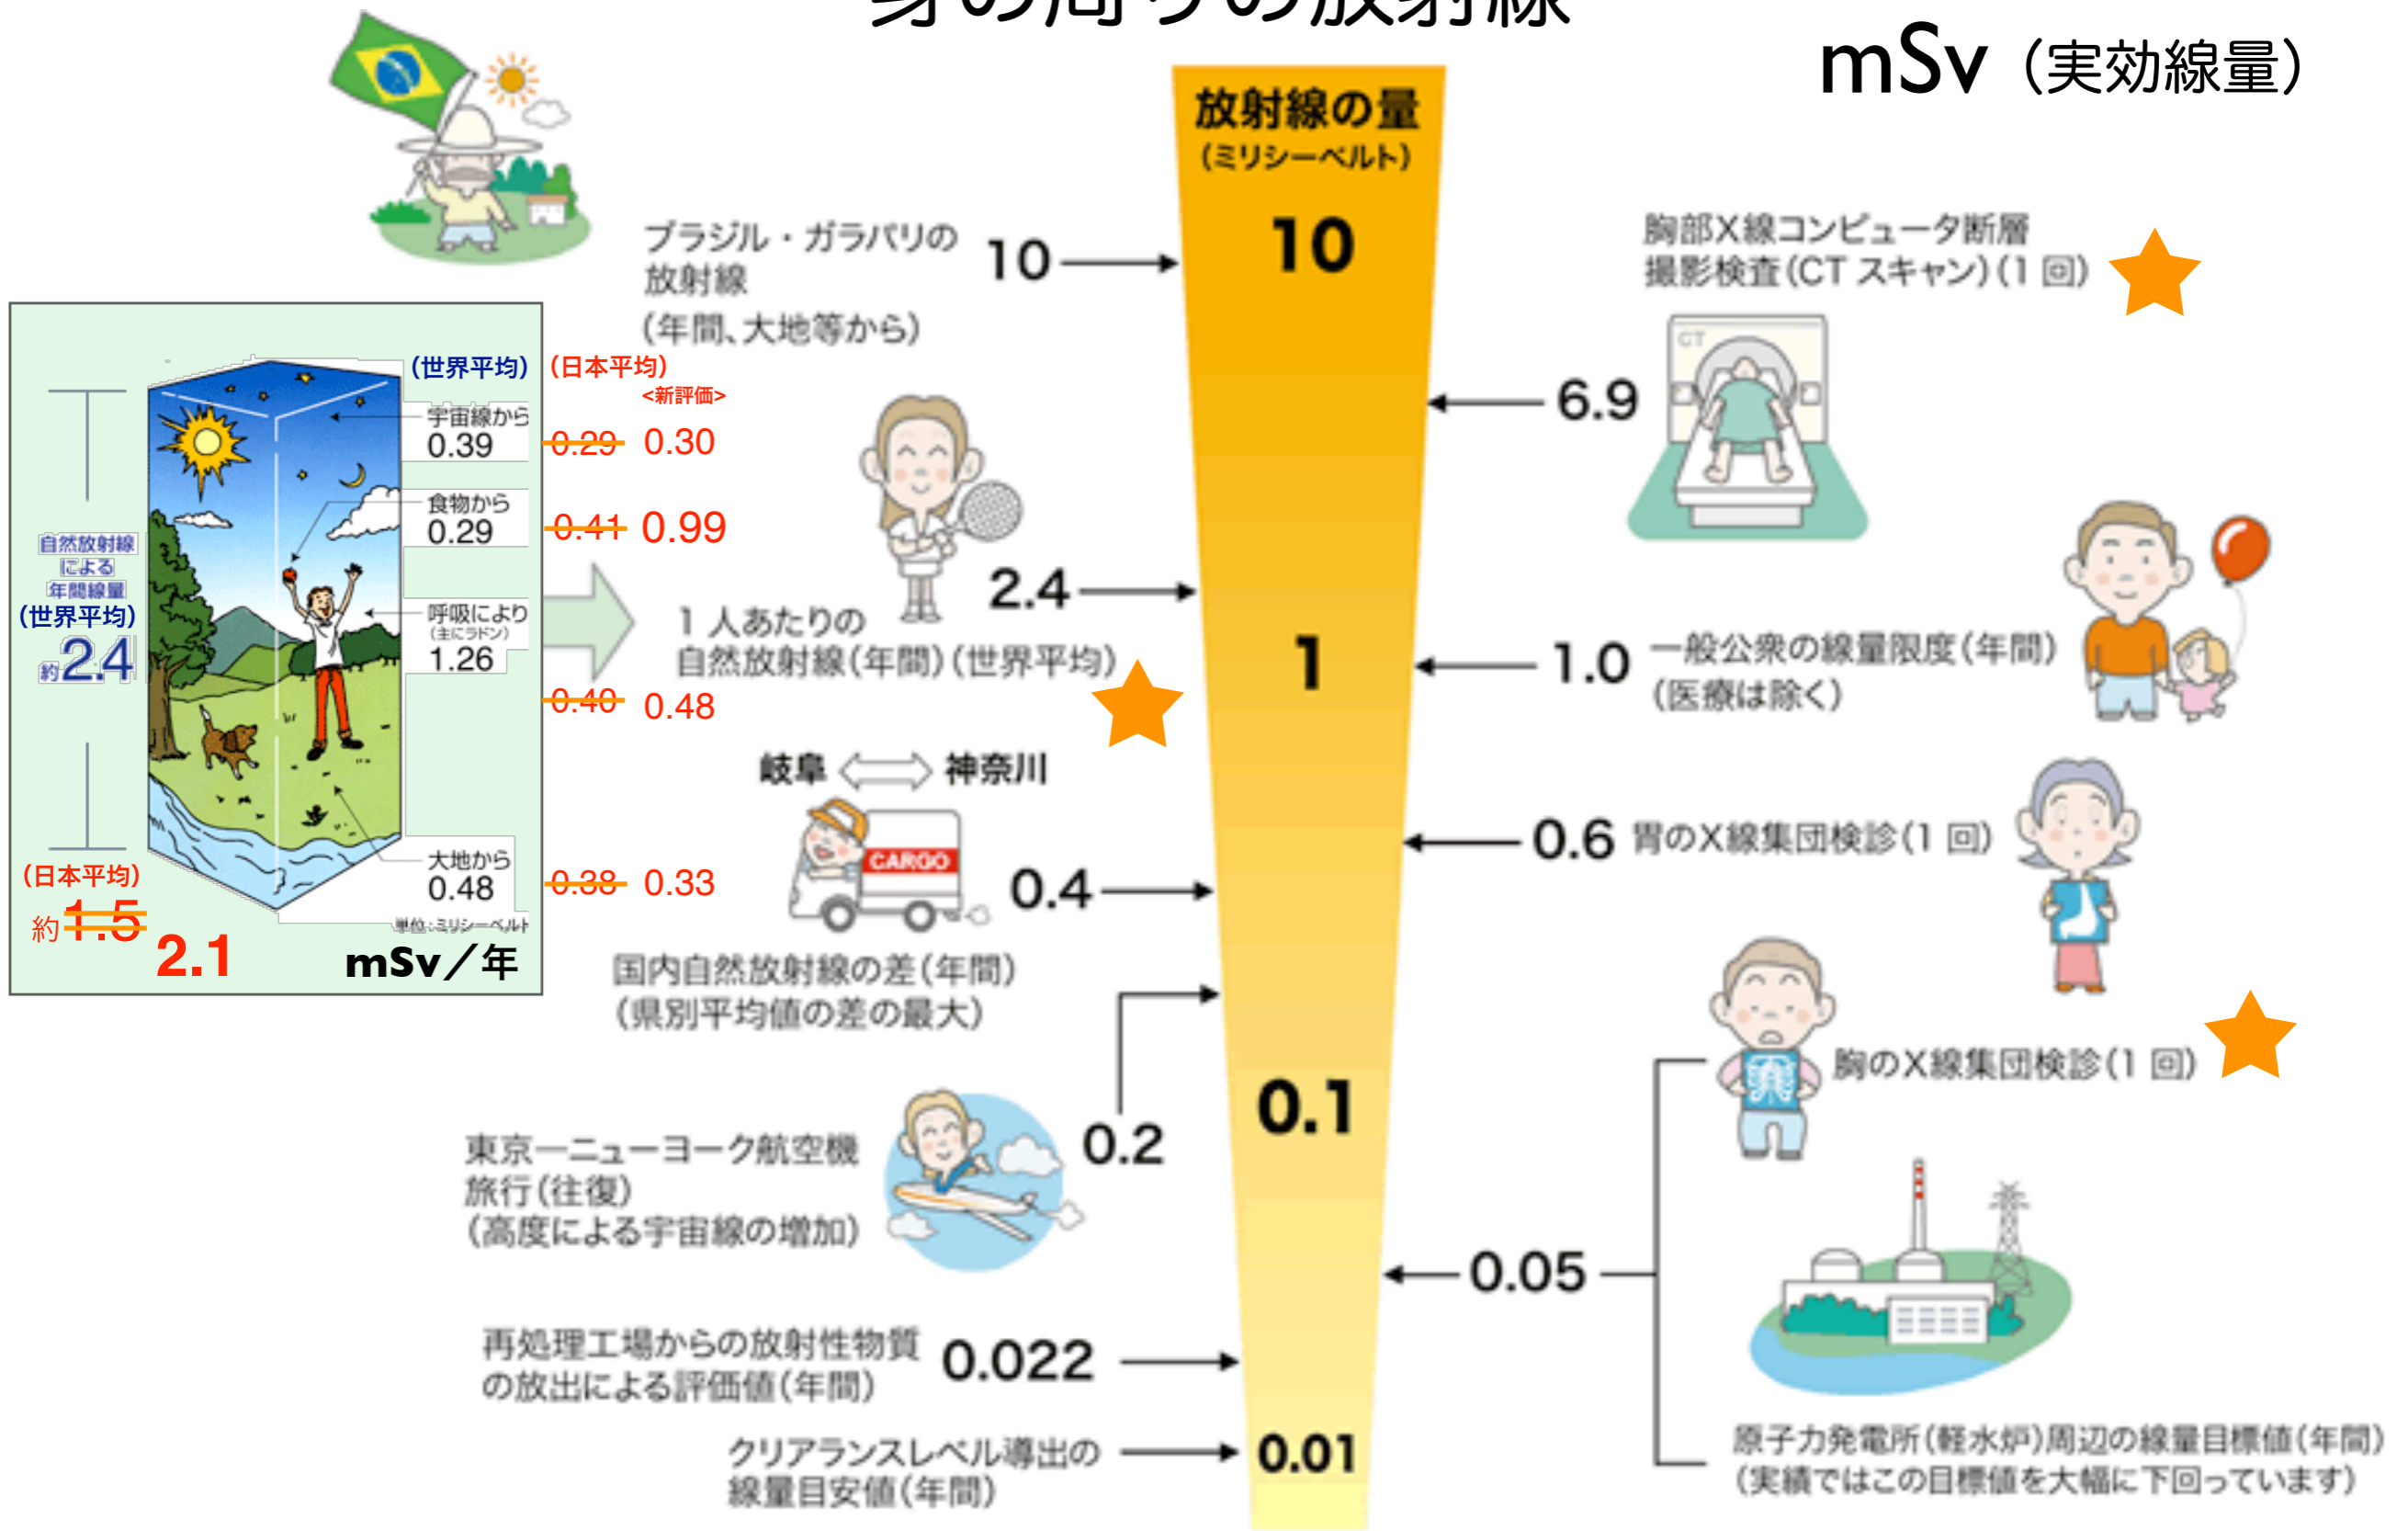 身の周りの放射線
mSv（実効線量）
放射線の量
（ミリシーベルト）
10
1
0.1
0.01
ブラジル・ガラパリの
放射線
（年間、大地等から）
10
（世界平均）
（日本平均）
<新評価>
宇宙線から
0.39
0.29 0.30
食物から
0.29
0.41 0.99
呼吸により
（主にラドン）
1.26
0.40 0.48
大地から
0.48
0.38 0.33
単位:ミリシーベルト
mSv／年
自然放射線
による
年間線量
（世界平均）
約2.4
（日本平均）
約1.5
2.1
2.4
1人あたりの
自然放射線（年間）（世界平均）
岐阜 神奈川
CARGO
0.4
国内自然放射線の差（年間）
（県別平均値の差の最大）
東京―ニューヨーク航空機
旅行（往復）
（高度による宇宙線の増加）
0.2
再処理工場からの放射性物質
の放出による評価値（年間）
0.022
クリアランスレベル導出の
線量目安値（年間）
胸部X線コンピュータ断層
撮影検査（CTスキャン）（1回）
CT
6.9
1.0
一般公衆の線量限度（年間）
（医療は除く）
0.6 胃のX線集団検診（1回）
胸のX線集団検診（1回）
0.05
原子力発電所（軽水炉）周辺の線量目標値（年間）
（実績ではこの目標値を大幅に下回っています）